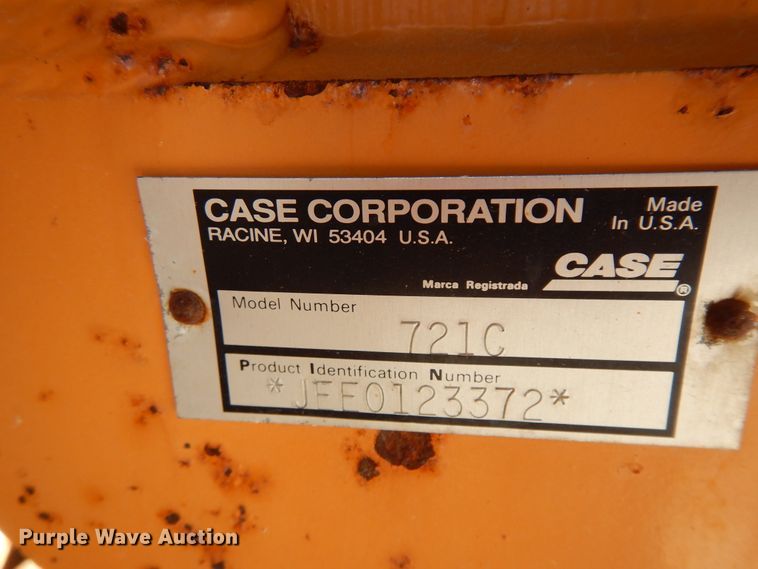 CASE CORPORATION
RACINE, WI 53404 U.S.A.
Made
In U.S.A.
CASE
Marca Registrada ®
Model Number
721C
Product Identification Number
*JEE0123372*
Purple Wave Auction